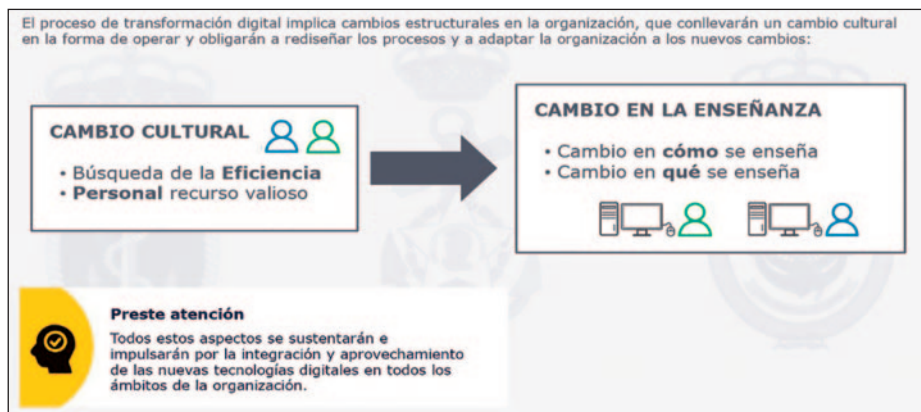 El proceso de transformación digital implica cambios estructurales en la organización, que conllevarán un cambio cultural
en la forma de operar y obligarán a rediseñar los procesos y a adaptar la organización a los nuevos cambios:
CAMBIO CULTURAL
• Búsqueda de la Eficiencia
• Personal recurso valioso
CAMBIO EN LA ENSEÑANZA
• Cambio en cómo se enseña
• Cambio en qué se enseña
Preste atención
Todos estos aspectos se sustentarán e
impulsarán por la integración y aprovechamiento
de las nuevas tecnologías digitales en todos los
ámbitos de la organización.